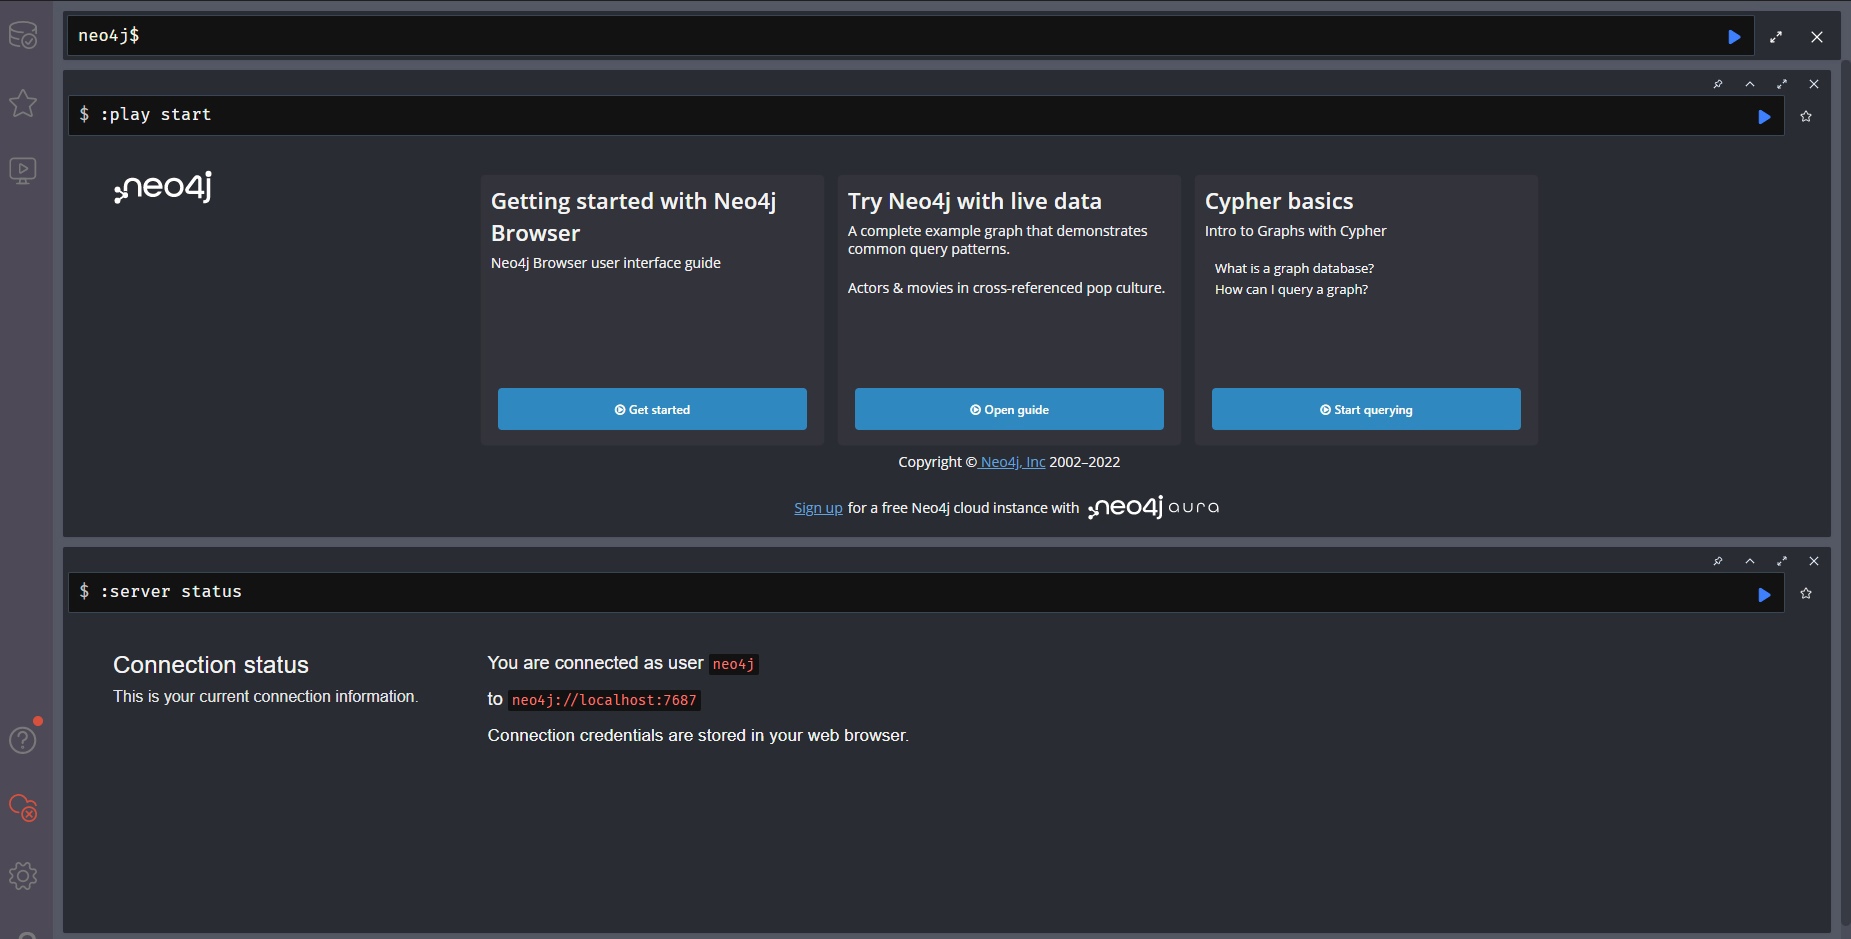 neo4j$
$ :play start
neo4j
Getting started with Neo4j
Browser
Neo4j Browser user interface guide
Get started
Try Neo4j with live data
A complete example graph that demonstrates
common query patterns.
Actors & movies in cross-referenced pop culture.
Open guide
Cypher basics
Intro to Graphs with Cypher
What is a graph database?
How can I query a graph?
Start querying
Copyright © Neo4j, Inc 2002–2022
Sign up for a free Neo4j cloud instance with neo4j aura
$ :server status
Connection status
This is your current connection information.
You are connected as user neo4j
to neo4j://localhost:7687
Connection credentials are stored in your web browser.